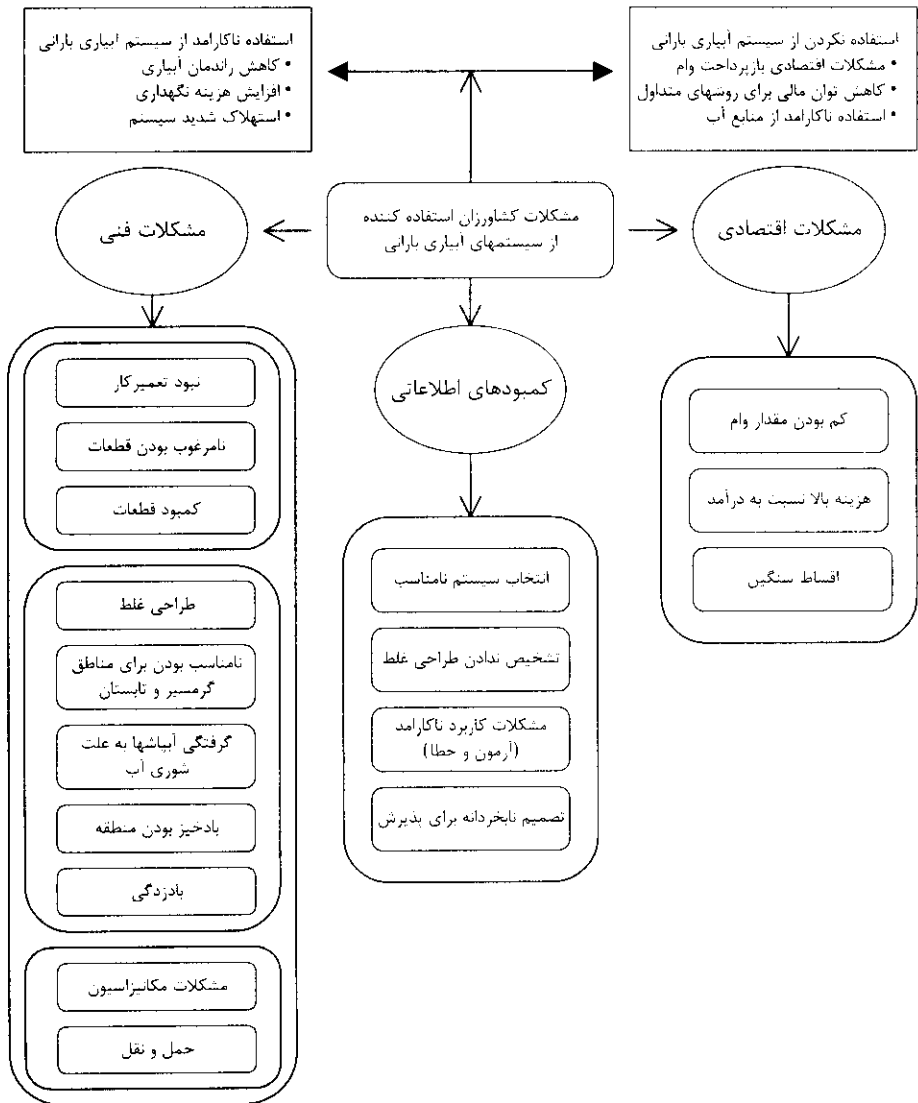 استفاده نکردن از سیستم آبیاری بارانی
• مشکلات اقتصادی بازپرداخت وام
• کاهش توان مالی برای روشهای متداول
• استفاده ناکارامد از منابع آب
استفاده ناکارامد از سیستم آبیاری بارانی
• کاهش راندمان آبیاری
• افزایش هزینه نگهداری
• استهلاک شدید سیستم
مشکلات کشاورزان استفاده کننده
از سیستمهای آبیاری بارانی
مشکلات اقتصادی
کم بودن مقدار وام
هزینه بالا نسبت به درآمد
اقساط سنگین
کمبودهای اطلاعاتی
انتخاب سیستم نامناسب
تشخیص ندادن طراحی غلط
مشکلات کاربرد ناکارامد
(آزمون و خطا)
تصمیم نابخردانه برای پذیرش
مشکلات فنی
نبود تعمیرکار
نامرغوب بودن قطعات
کمبود قطعات
طراحی غلط
نامناسب بودن برای مناطق
گرمسیر و تابستان
گرفتگی آبپاشها به علت
شوری آب
بادخیز بودن منطقه
بادزدگی
مشکلات مکانیزاسیون
حمل و نقل